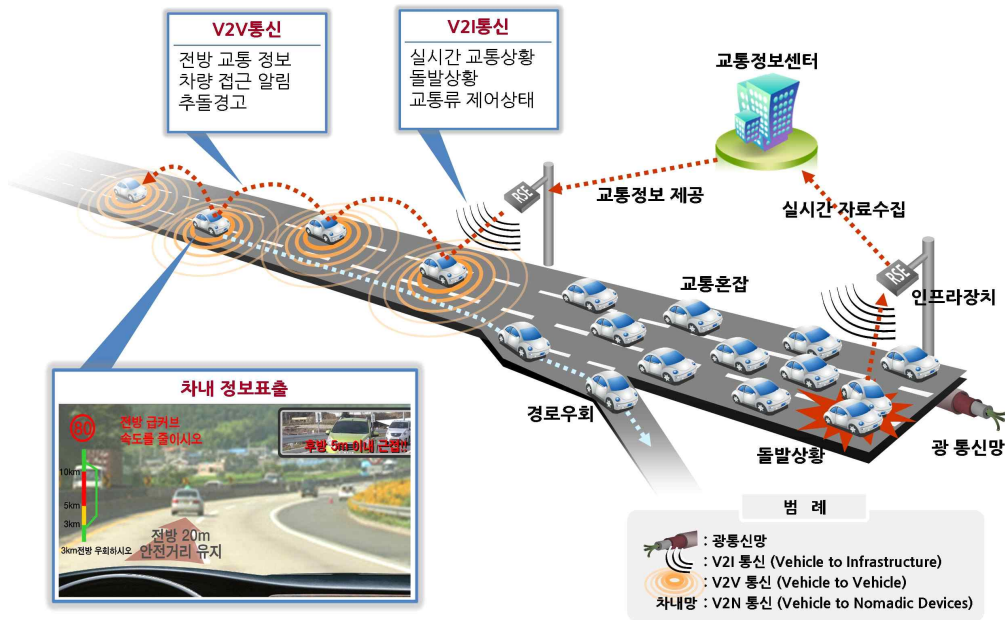 V2V통신
전방 교통 정보
차량 접근 알림
추돌경고
V2I통신
실시간 교통상황
돌발상황
교통류 제어상태
교통정보센터
RSE
교통정보 제공
실시간 자료수집
RSE
인프라장치
교통혼잡
경로우회
돌발상황
광 통신망
차내 정보표출
80
전방 급커브
속도를 줄이시오
후방 5m 이내 근접!!
10km
5km
3km
3km전방 우회하시오
전방 20m
안전거리 유지
범 례
: 광통신망
: V2I 통신 (Vehicle to Infrastructure)
: V2V 통신 (Vehicle to Vehicle)
차내망 : V2N 통신 (Vehicle to Nomadic Devices)